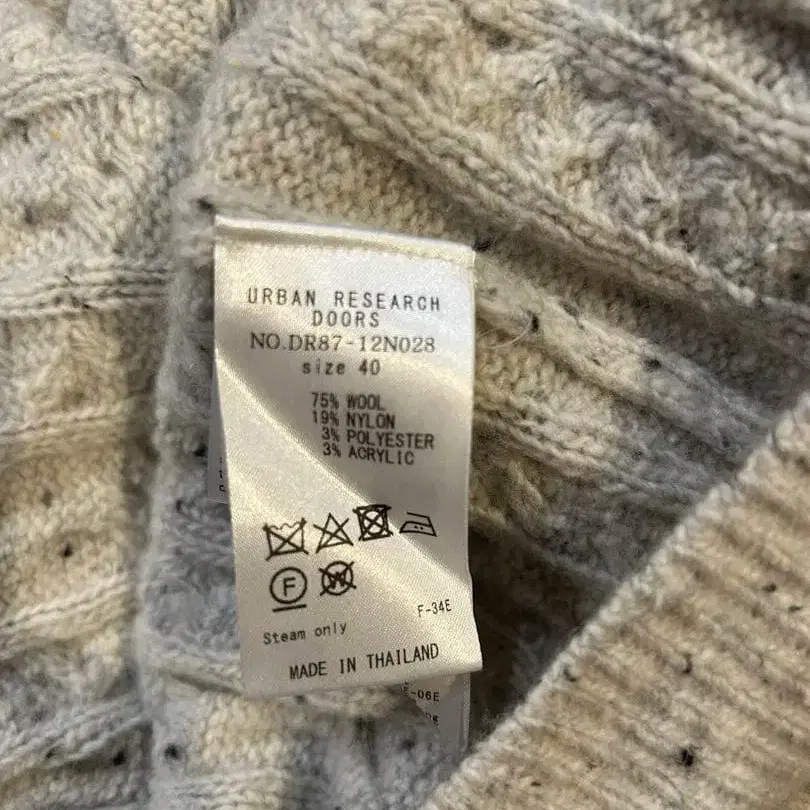 URBAN RESEARCH
DOORS
NO.DR87-12N028
size 40
75% WOOL
19% NYLON
3% POLYESTER
3% ACRYLIC
F
W
F-34E
Steam only
MADE IN THAILAND
-06E